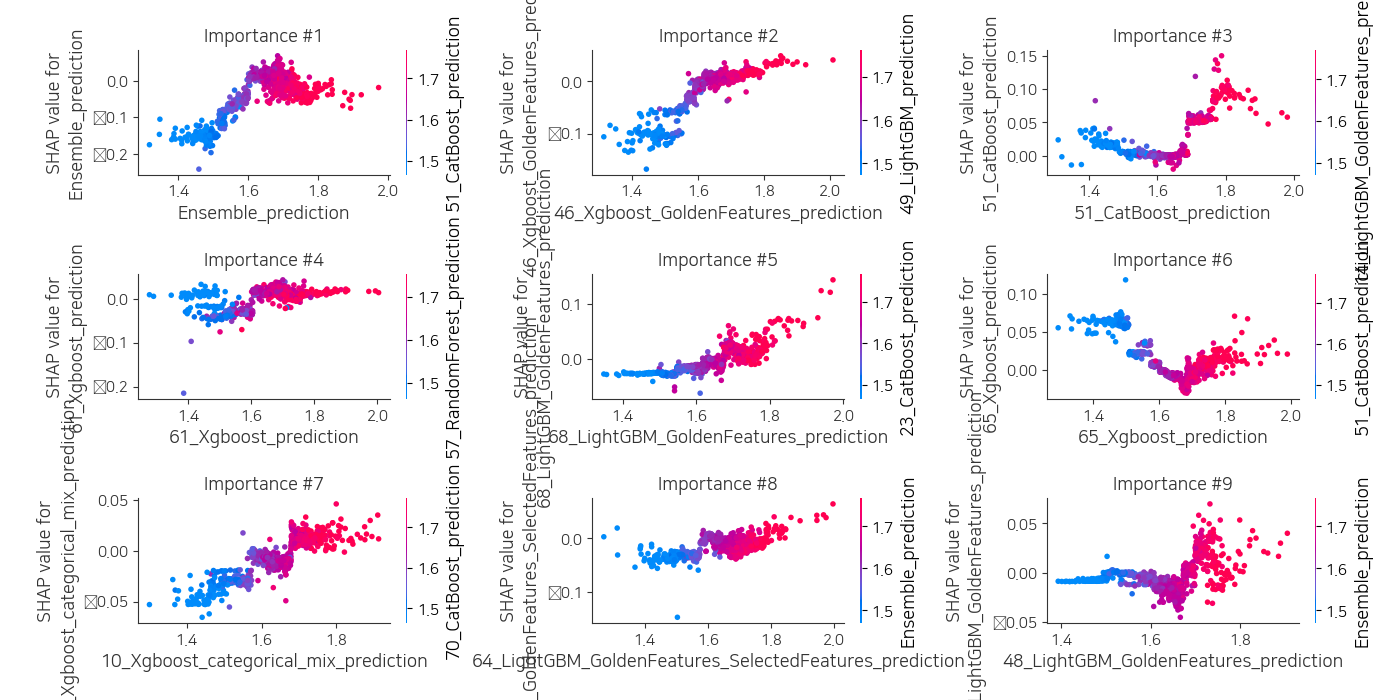 Importance #1
SHAP value for
Ensemble_prediction
0.0
0.1
0.2
1.4
1.6
1.8
2.0
Ensemble_prediction
1.7
1.6
1.5
51_CatBoost_prediction
Importance #2
SHAP value for
46_Xgboost_GoldenFeatures_prec
0.0
0.1
1.4
1.6
1.8
2.0
46_Xgboost_GoldenFeatures_prediction
1.7
1.6
1.5
49_LightGBM_prediction
Importance #3
SHAP value for
51_CatBoost_prediction
0.15
0.10
0.05
0.00
1.4
1.6
1.8
2.0
51_CatBoost_prediction
1.7
1.6
1.5
LightGBM_GoldenFeatures_pre
Importance #4
SHAP value for
61_Xgboost_prediction
0.0
0.1
0.2
1.4
1.6
1.8
2.0
61_Xgboost_prediction
1.7
1.6
1.5
57_RandomForest_prediction
Importance #5
SHAP value for
68_LightGBM_GoldenFeatures_prediction
0.1
0.0
1.4
1.6
1.8
2.0
68_LightGBM_GoldenFeatures_prediction
1.7
1.6
1.5
23_CatBoost_prediction
Importance #6
SHAP value for
65_Xgboost_prediction
0.10
0.05
0.00
1.4
1.6
1.8
2.0
65_Xgboost_prediction
1.7
1.6
1.5
51_CatBoost_prediction
Importance #7
SHAP value for
_Xgboost_categorical_mix_prediction
0.05
0.00
0.05
1.4
1.6
1.8
10_Xgboost_categorical_mix_prediction
1.7
1.6
1.5
70_CatBoost_prediction
Importance #8
SHAP value for
_GoldenFeatures_SelectedFeatures_prediction
0.0
0.1
1.4
1.6
1.8
2.0
64_LightGBM_GoldenFeatures_SelectedFeatures_prediction
1.7
1.6
1.5
Ensemble_prediction
Importance #9
SHAP value for
_LightGBM_GoldenFeatures_prediction
0.05
0.00
0.05
1.4
1.6
1.8
48_LightGBM_GoldenFeatures_prediction
1.7
1.6
1.5
Ensemble_prediction